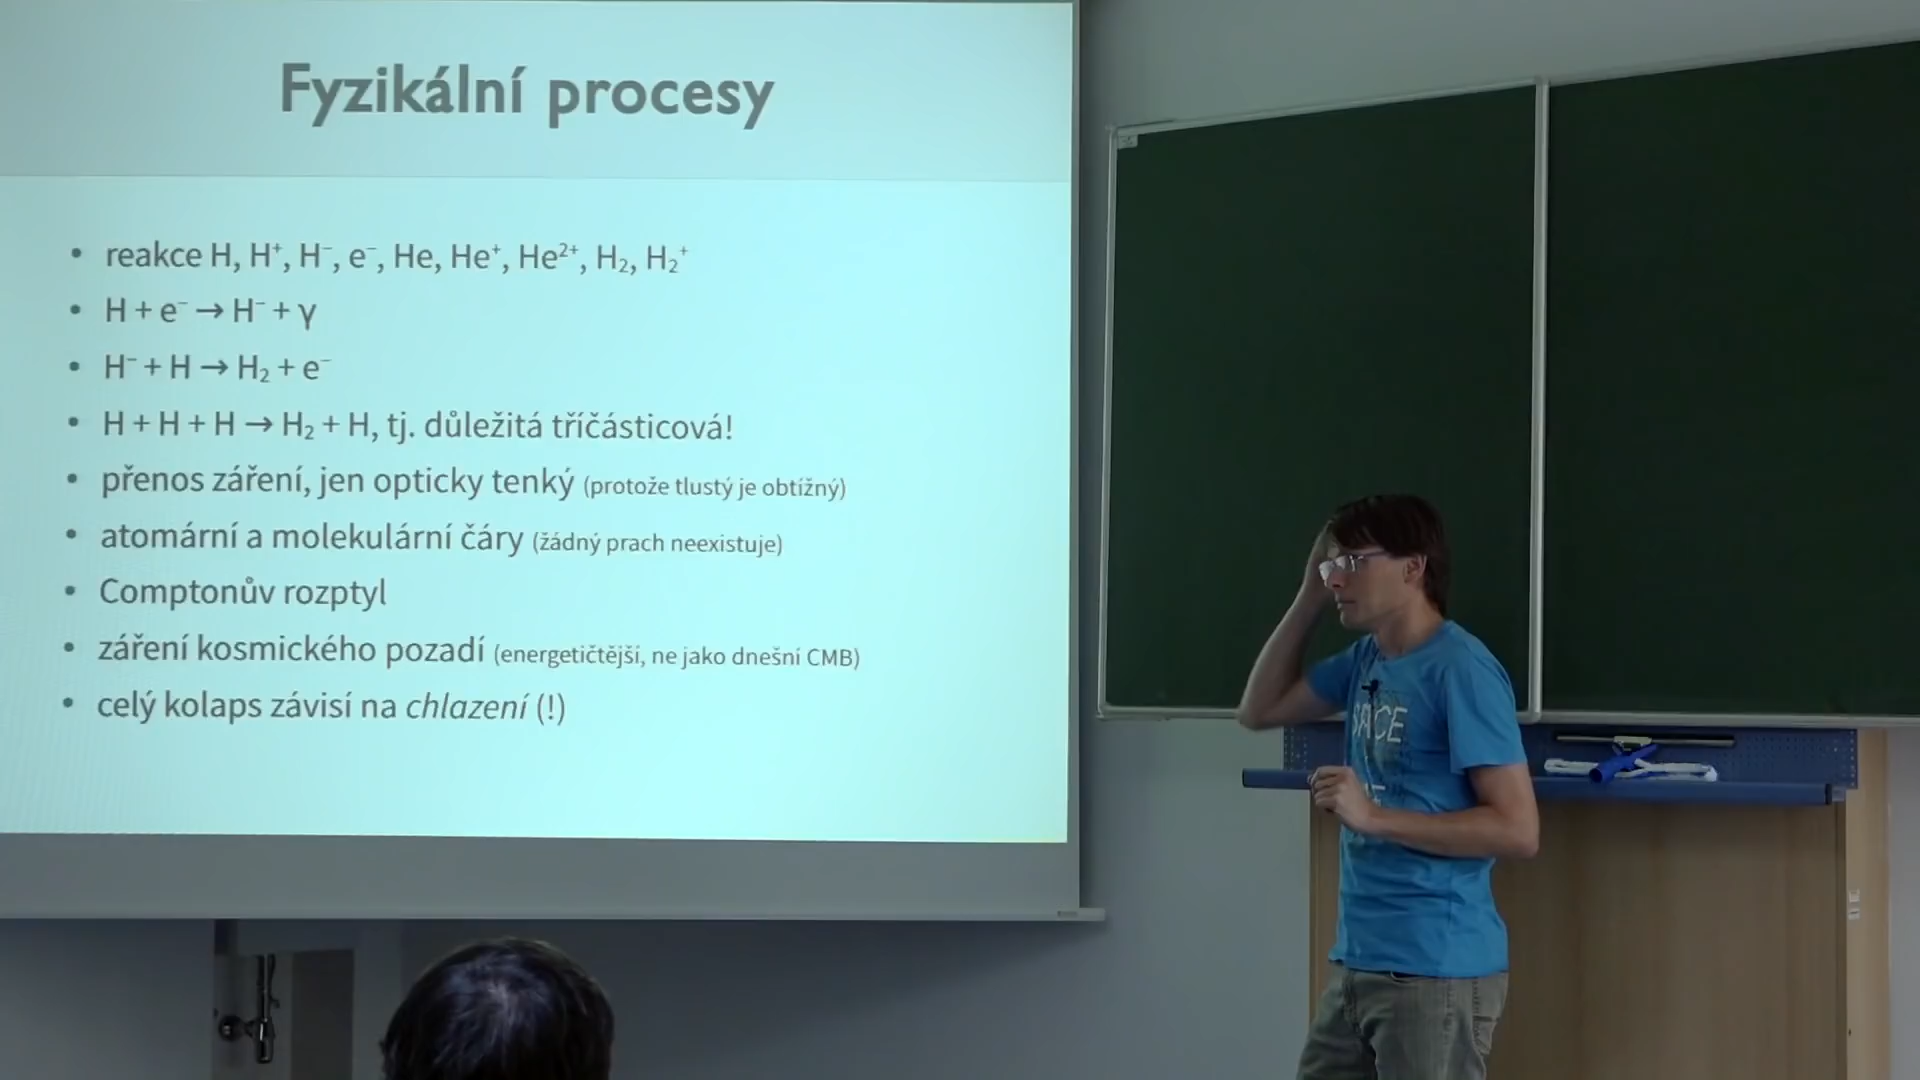 Fyzikální procesy
• reakce H, H⁺, H⁻, e⁻, He, He⁺, He²⁺, H₂, H₂⁺
• H + e⁻ → H⁻ + γ
• H⁻ + H → H₂ + e⁻
• H + H + H → H₂ + H, tj. důležitá tříčásticová!
• přenos záření, jen opticky tenký (protože tlustý je obtížný)
• atomární a molekulární čáry (žádný prach neexistuje)
• Comptonův rozptyl
• záření kosmického pozadí (energetičtější, ne jako dnešní CMB)
• celý kolaps závisí na chlazení (!)